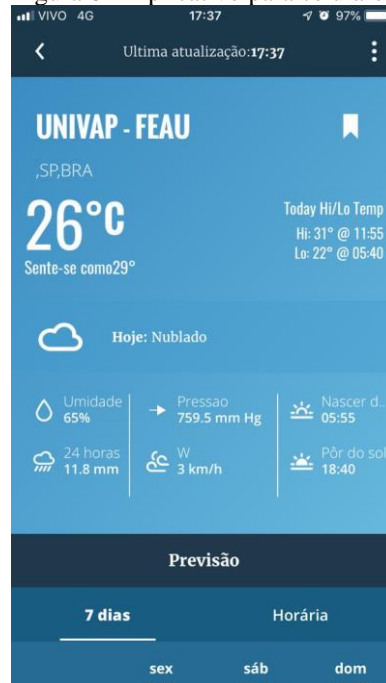 VIVO 4G 17:37 97%
Ultima atualização:17:37
UNIVAP - FEAU
,SP,BRA
26°C
Sente-se como29°
Today Hi/Lo Temp
Hi: 31° @ 11:55
Lo: 22° @ 05:40
Hoje: Nublado
Umidade
65%
Pressao
759.5 mm Hg
Nascer d...
05:55
24 horas
11.8 mm
W
3 km/h
Pôr do sol
18:40
Previsão
7 dias Horária
sex sáb dom